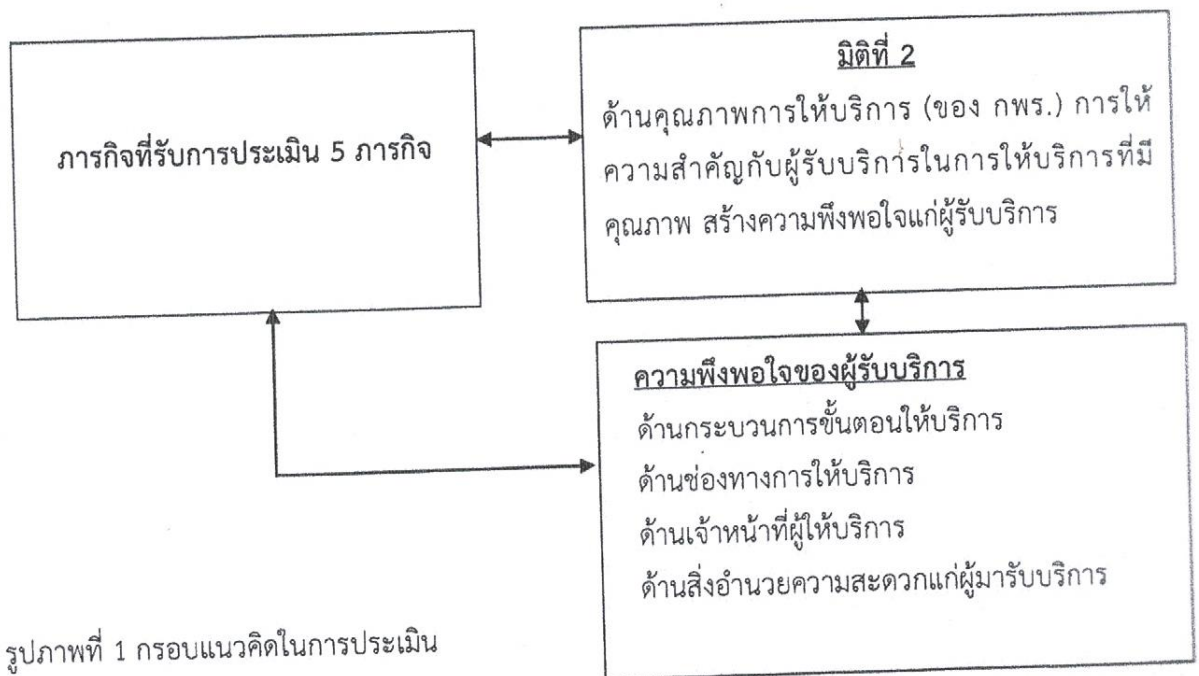 ภารกิจที่รับการประเมิน 5 ภารกิจ
มิติที่ 2
ด้านคุณภาพการให้บริการ (ของ กพร.) การให้
ความสำคัญกับผู้รับบริการในการให้บริการที่มี
คุณภาพ สร้างความพึงพอใจแก่ผู้รับบริการ
ความพึงพอใจของผู้รับบริการ
ด้านกระบวนการขั้นตอนให้บริการ
ด้านช่องทางการให้บริการ
ด้านเจ้าหน้าที่ผู้ให้บริการ
ด้านสิ่งอำนวยความสะดวกแก่ผู้มารับบริการ
รูปภาพที่ 1 กรอบแนวคิดในการประเมิน